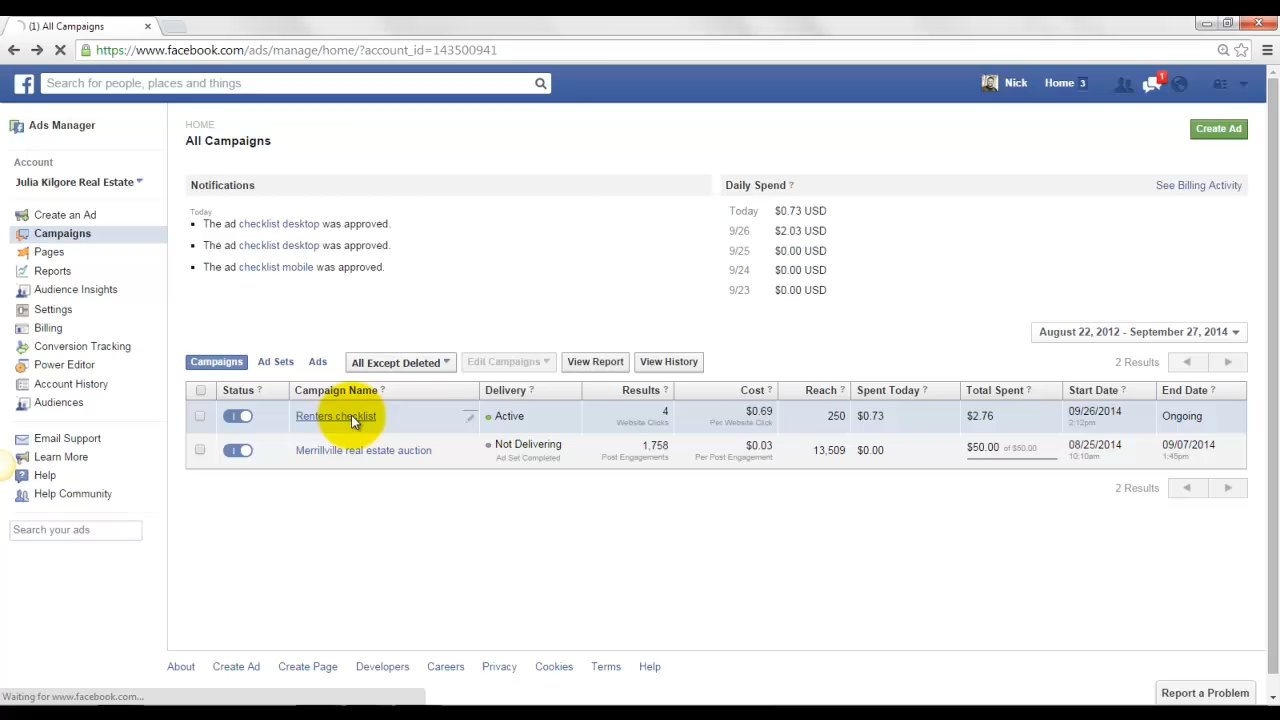 (1) All Campaigns
https://www.facebook.com/ads/manage/home/?account_id=143500941
Search for people, places and things
Nick
Home 3
1
Ads Manager
Account
Julia Kilgore Real Estate
Create an Ad
Campaigns
Pages
Reports
Audience Insights
Settings
Billing
Conversion Tracking
Power Editor
Account History
Audiences
Email Support
Learn More
Help
Help Community
Search your ads
HOME
All Campaigns
Create Ad
Notifications
Today
The ad checklist desktop was approved.
The ad checklist desktop was approved.
The ad checklist mobile was approved.
Daily Spend ?
See Billing Activity
Today $0.73 USD
9/26 $2.03 USD
9/25 $0.00 USD
9/24 $0.00 USD
9/23 $0.00 USD
August 22, 2012 - September 27, 2014
Campaigns Ad Sets Ads All Except Deleted Edit Campaigns View Report View History 2 Results
Status ? Campaign Name ? Delivery ? Results ? Cost ? Reach ? Spent Today ? Total Spent ? Start Date ? End Date ?
Renters checklist Active 4 $0.69 250 $0.73 $2.76 09/26/2014 Ongoing
Website Clicks Per Website Click 2:12pm
Merrillville real estate auction Not Delivering 1,758 $0.03 13,509 $0.00 $50.00 of $50.00 08/25/2014 09/07/2014
Ad Set Completed Post Engagements Per Post Engagement 10:10am 1:45pm
2 Results
About Create Ad Create Page Developers Careers Privacy Cookies Terms Help
Report a Problem
Waiting for www.facebook.com...